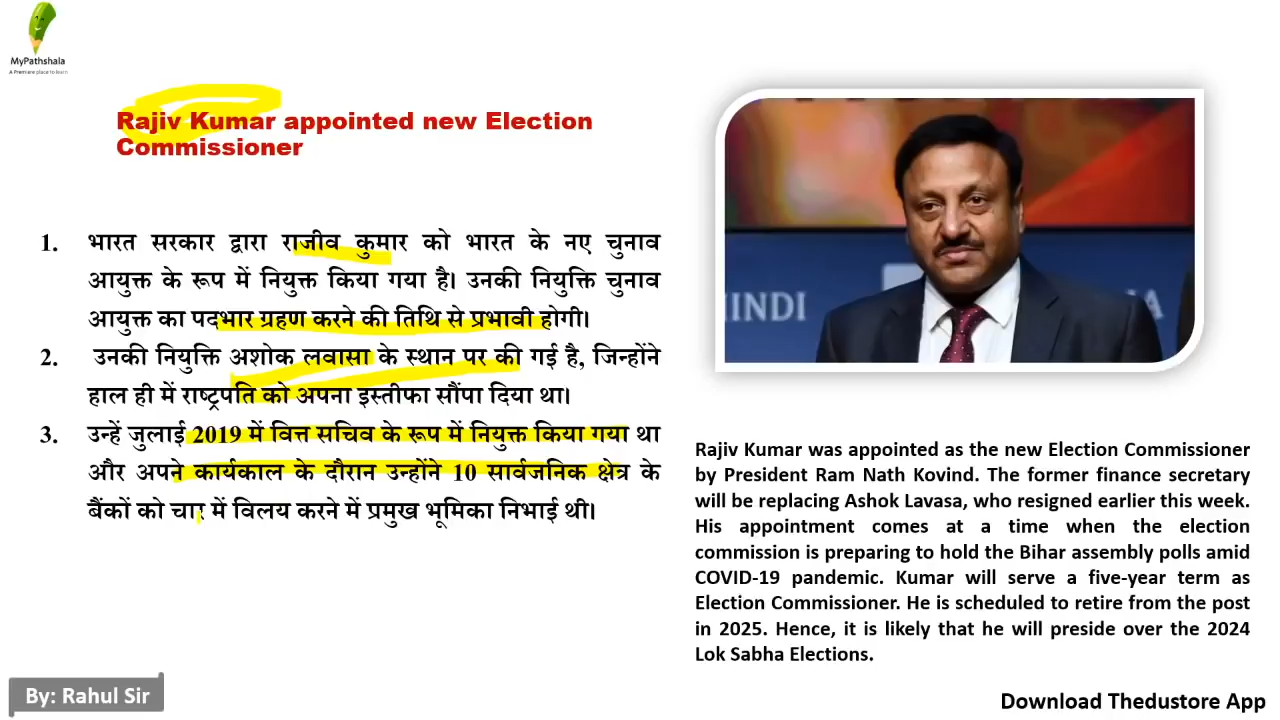 MyPathshala
A Premiere place to learn
Rajiv Kumar appointed new Election
Commissioner
1. भारत सरकार द्वारा राजीव कुमार को भारत के नए चुनाव
आयुक्त के रूप में नियुक्त किया गया है। उनकी नियुक्ति चुनाव
आयुक्त का पदभार ग्रहण करने की तिथि से प्रभावी होगी।
2. उनकी नियुक्ति अशोक लवासा के स्थान पर की गई है, जिन्होंने
हाल ही में राष्ट्रपति को अपना इस्तीफा सौंपा दिया था।
3. उन्हें जुलाई 2019 में वित्त सचिव के रूप में नियुक्त किया गया था
और अपने कार्यकाल के दौरान उन्होंने 10 सार्वजनिक क्षेत्र के
बैंकों को चार में विलय करने में प्रमुख भूमिका निभाई थी।
HINDI
IA
Rajiv Kumar was appointed as the new Election Commissioner
by President Ram Nath Kovind. The former finance secretary
will be replacing Ashok Lavasa, who resigned earlier this week.
His appointment comes at a time when the election
commission is preparing to hold the Bihar assembly polls amid
COVID-19 pandemic. Kumar will serve a five-year term as
Election Commissioner. He is scheduled to retire from the post
in 2025. Hence, it is likely that he will preside over the 2024
Lok Sabha Elections.
By: Rahul Sir
Download Thedustore App